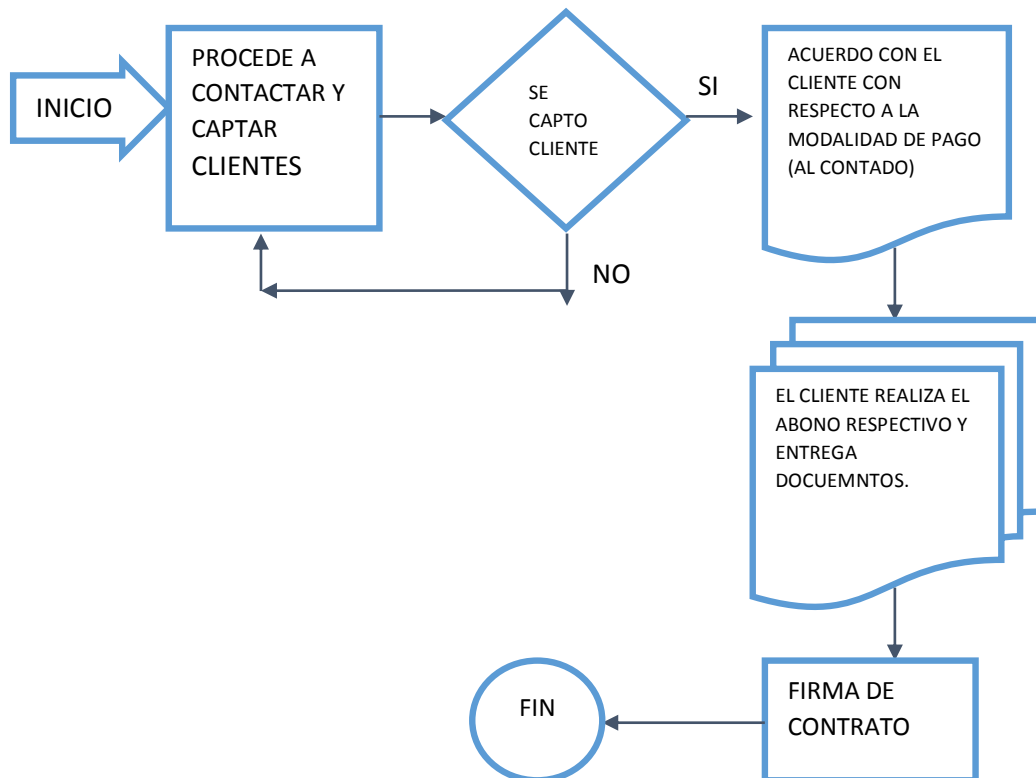 INICIO
PROCEDE A
CONTACTAR Y
CAPTAR
CLIENTES
SE
CAPTO
CLIENTE
SI
NO
ACUERDO CON EL
CLIENTE CON
RESPECTO A LA
MODALIDAD DE PAGO
(AL CONTADO)
EL CLIENTE REALIZA EL
ABONO RESPECTIVO Y
ENTREGA
DOCUEMNTOS.
FIRMA DE
CONTRATO
FIN